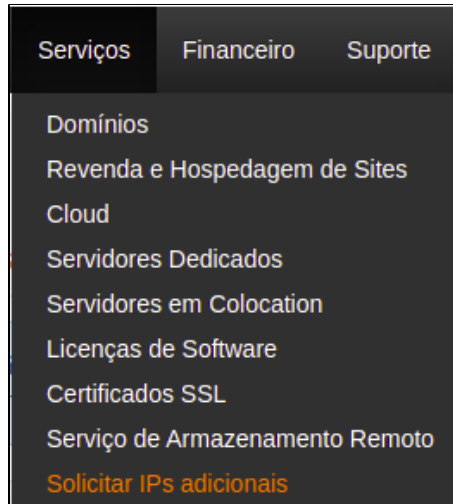 Serviços Financeiro Suporte
Domínios
Revenda e Hospedagem de Sites
Cloud
Servidores Dedicados
Servidores em Colocation
Licenças de Software
Certificados SSL
Serviço de Armazenamento Remoto
Solicitar IPs adicionais